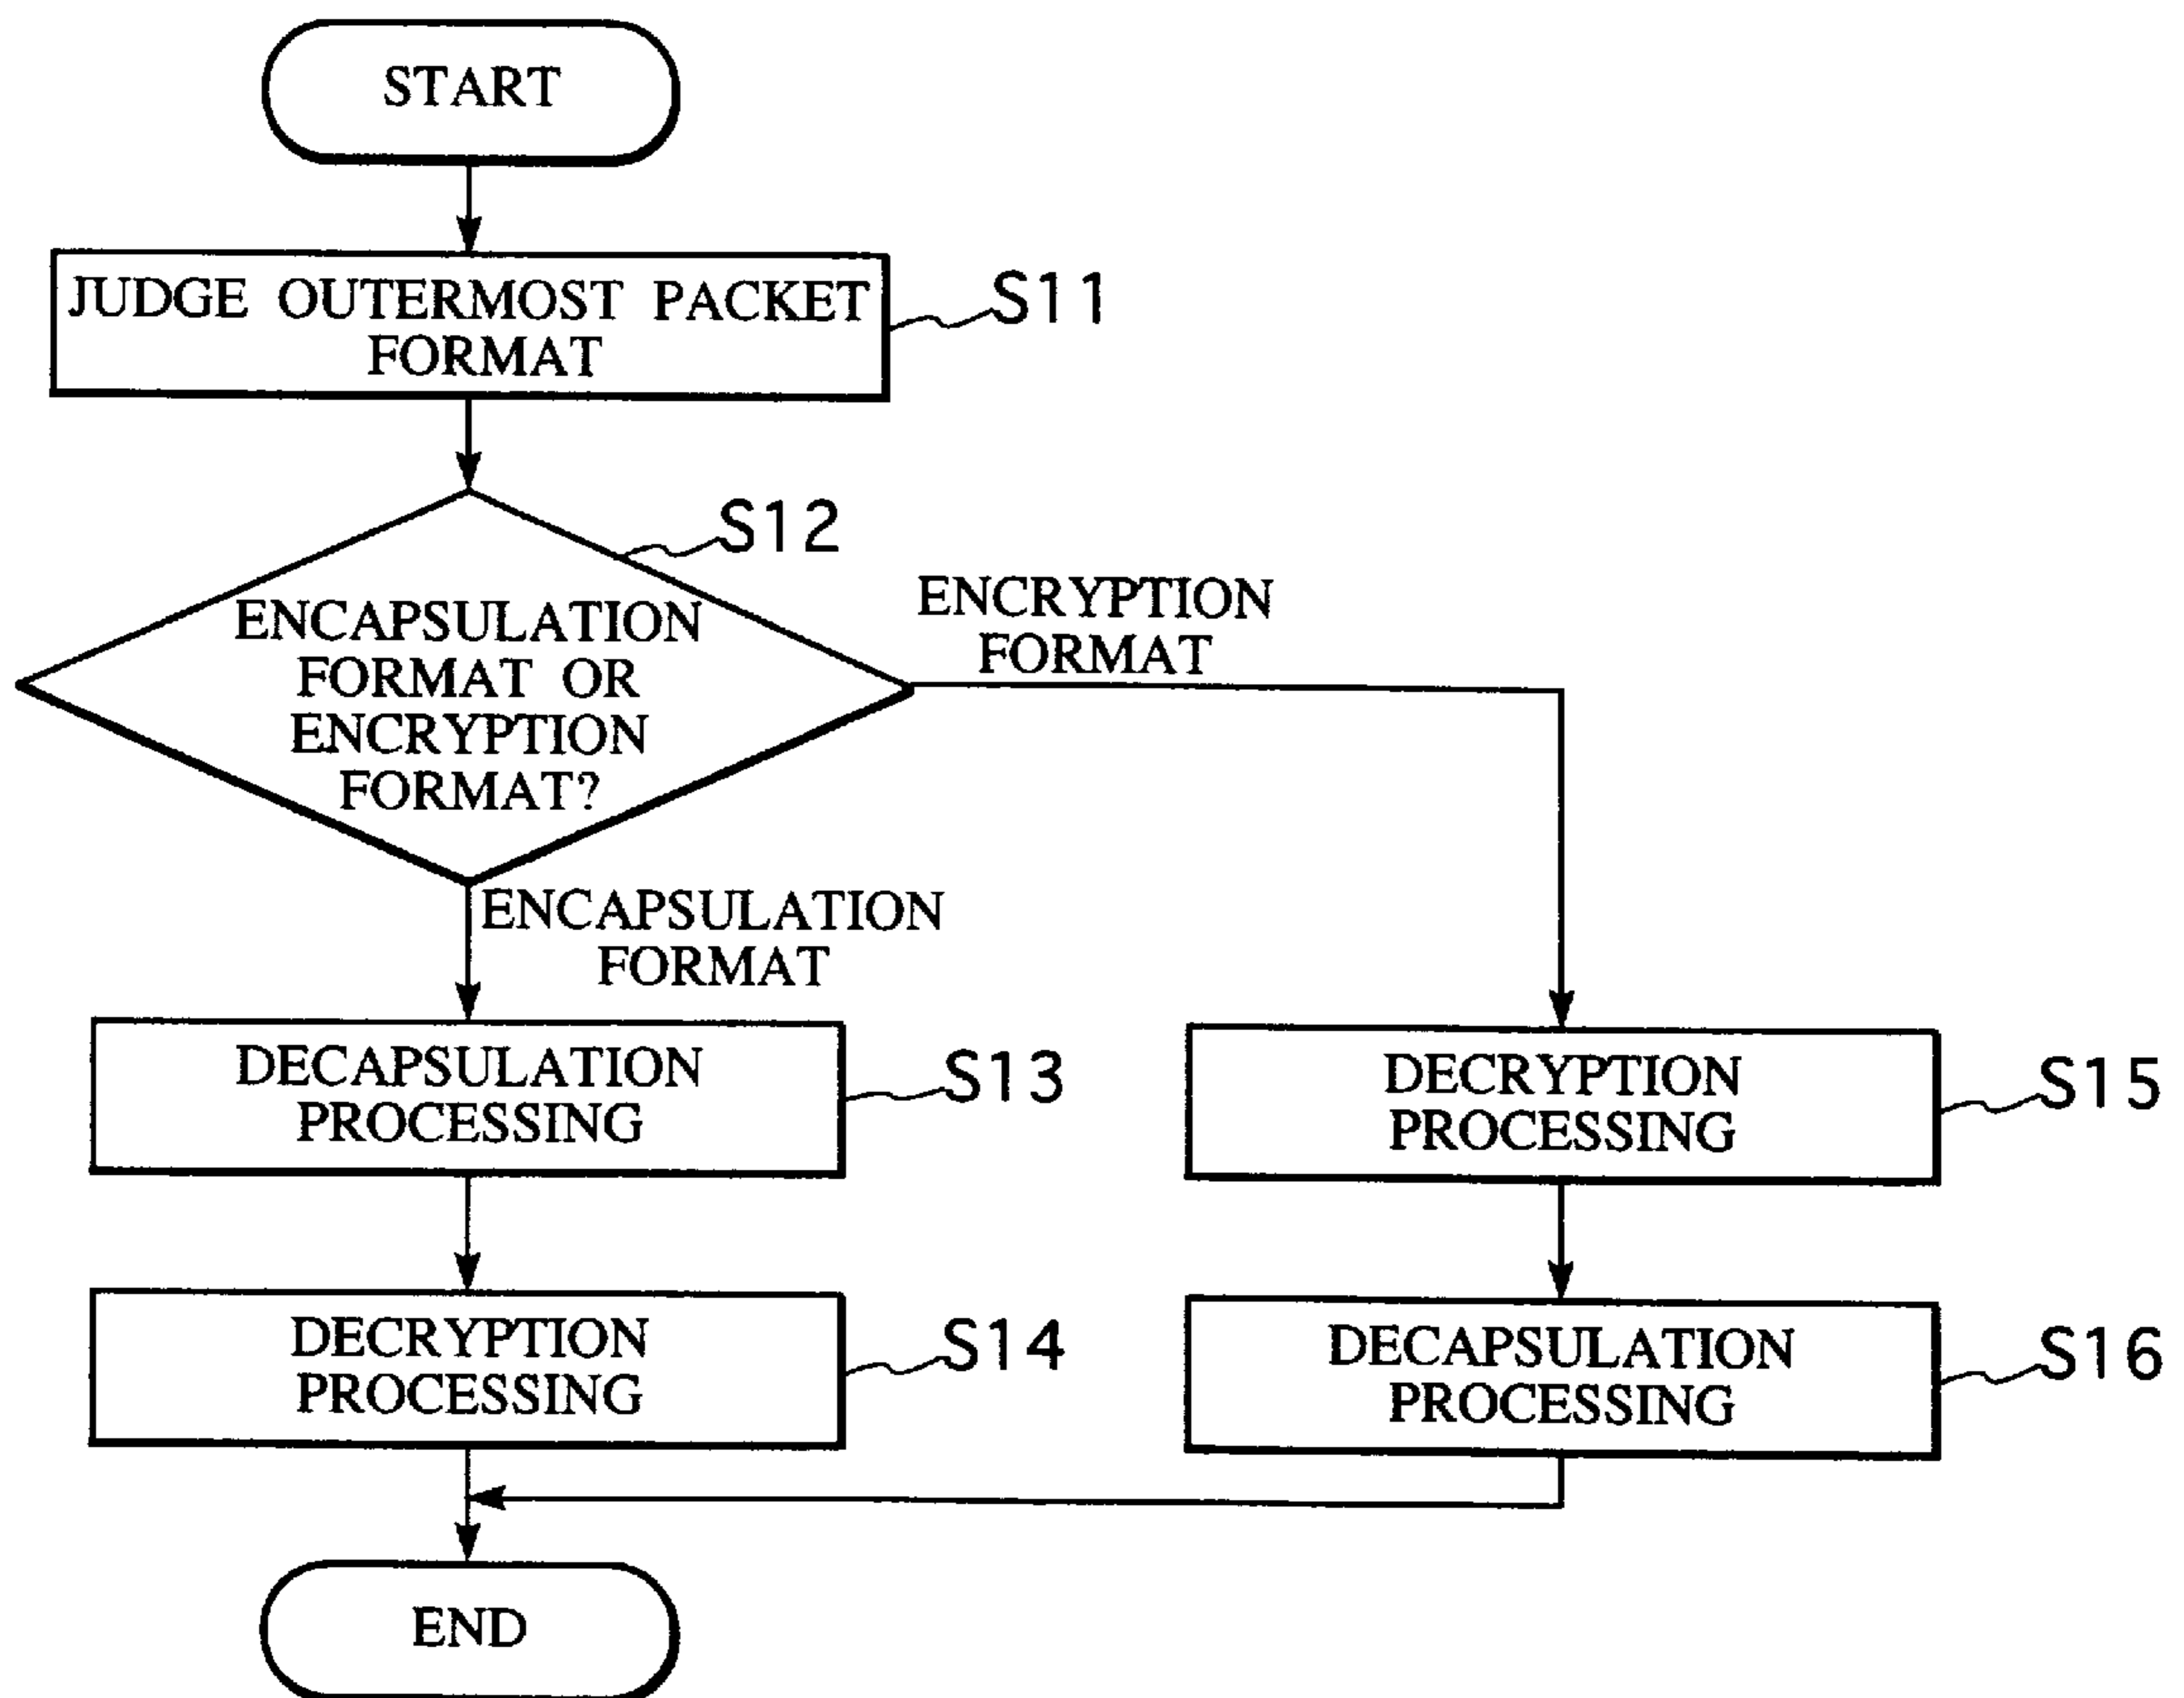 START
JUDGE OUTERMOST PACKET
FORMAT
S11
S12
ENCAPSULATION
FORMAT OR
ENCRYPTION
FORMAT?
ENCRYPTION
FORMAT
ENCAPSULATION
FORMAT
DECAPSULATION
PROCESSING
S13
DECRYPTION
PROCESSING
S15
DECRYPTION
PROCESSING
S14
DECAPSULATION
PROCESSING
S16
END